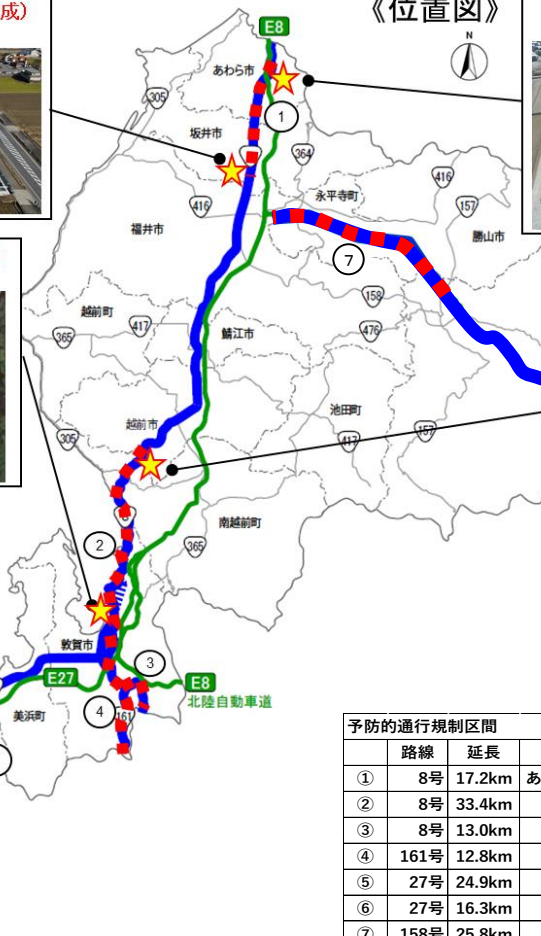 成)
《位置図》
E8
N
あわら市
305
①
坂井市
364
416
永平寺町
416
157
福井市
勝山市
⑦
158
越前町
417
鯖江市
476
365
池田町
越前市
305
417
157
南越前町
②
365
敦賀市
③
E27
E8
北陸自動車道
美浜町
④
161
予防的通行規制区間
路線 延長
① 8号 17.2km あ
② 8号 33.4km
③ 8号 13.0km
④ 161号 12.8km
⑤ 27号 24.9km
⑥ 27号 16.3km
⑦ 158号 25.8km